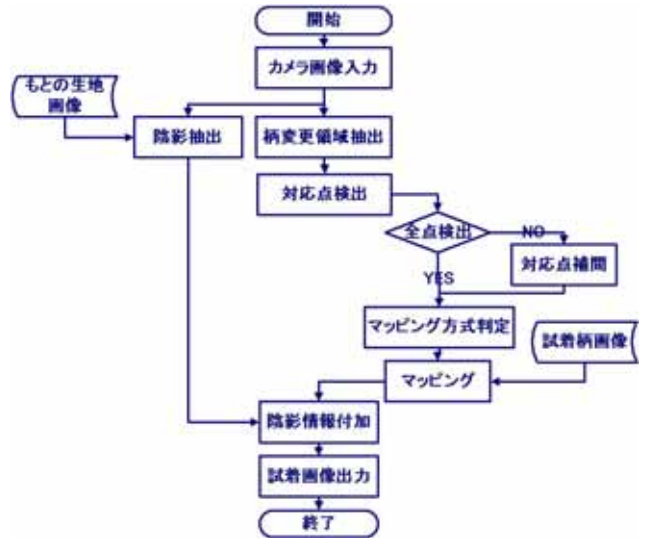 開始
カメラ画像入力
もとの生地
画像
陰影抽出
柄変更領域抽出
対応点検出
全点検出
NO
対応点補間
YES
マッピング方式判定
試着柄画像
マッピング
陰影情報付加
試着画像出力
終了